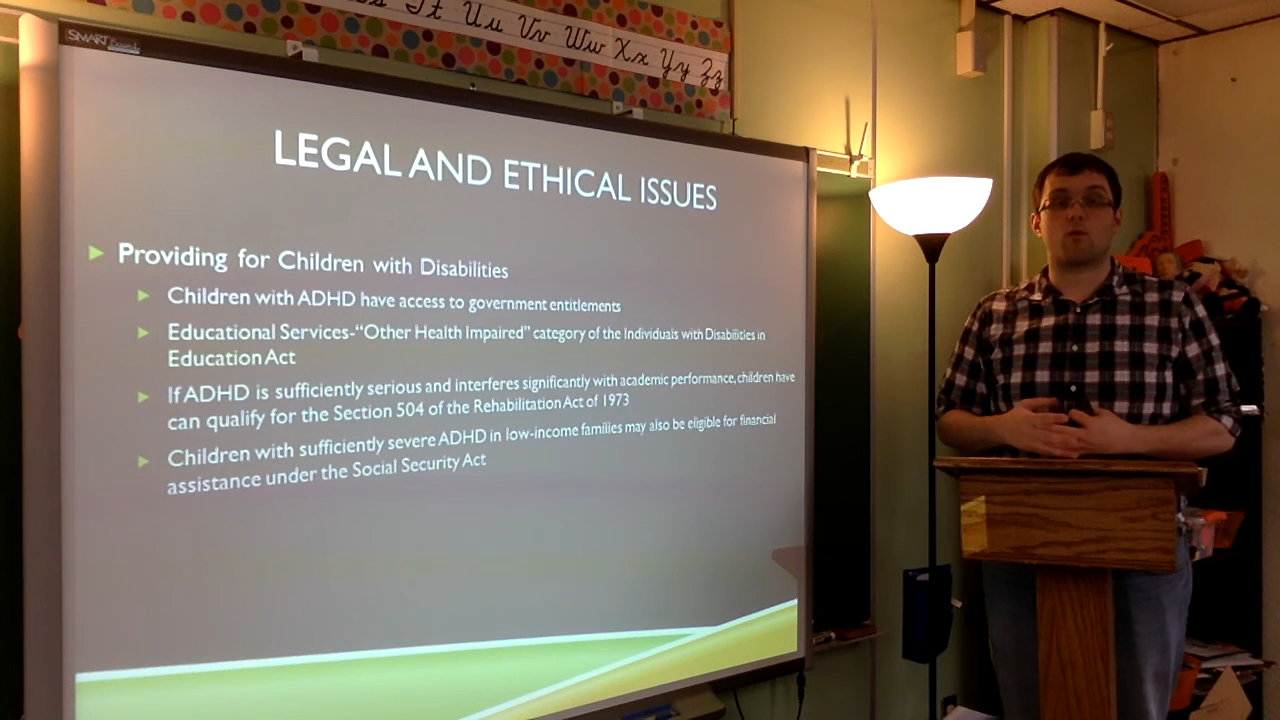 Tt Uu Vv Ww Xx Yy Zz
SMART Board
LEGAL AND ETHICAL ISSUES
Providing for Children with Disabilities
Children with ADHD have access to government entitlements
Educational Services-“Other Health Impaired” category of the Individuals with Disabilities in
Education Act
If ADHD is sufficiently serious and interferes significantly with academic performance, children have
can qualify for the Section 504 of the Rehabilitation Act of 1973
Children with sufficiently severe ADHD in low-income families may also be eligible for financial
assistance under the Social Security Act